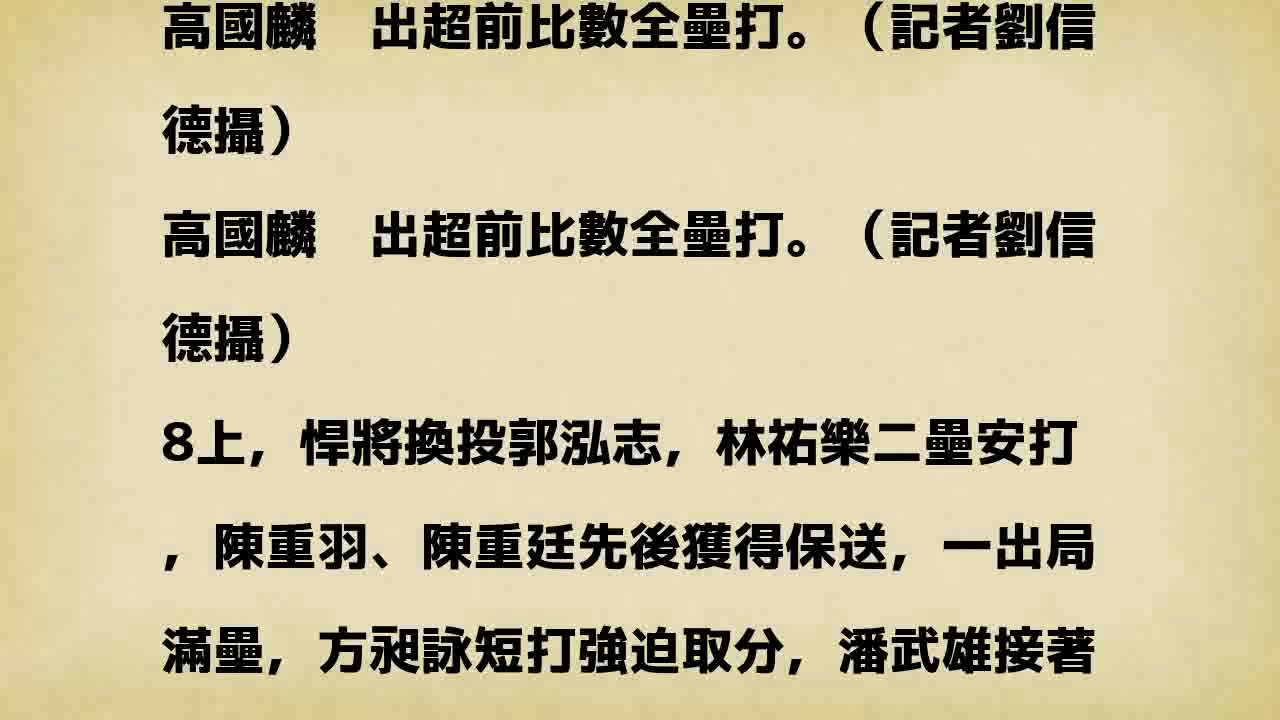 高國麟　出超前比數全壘打。（記者劉信
德攝）
高國麟　出超前比數全壘打。（記者劉信
德攝）
8上，悍將換投郭泓志，林祐樂二壘安打
，陳重羽、陳重廷先後獲得保送，一出局
滿壘，方昶詠短打強迫取分，潘武雄接著